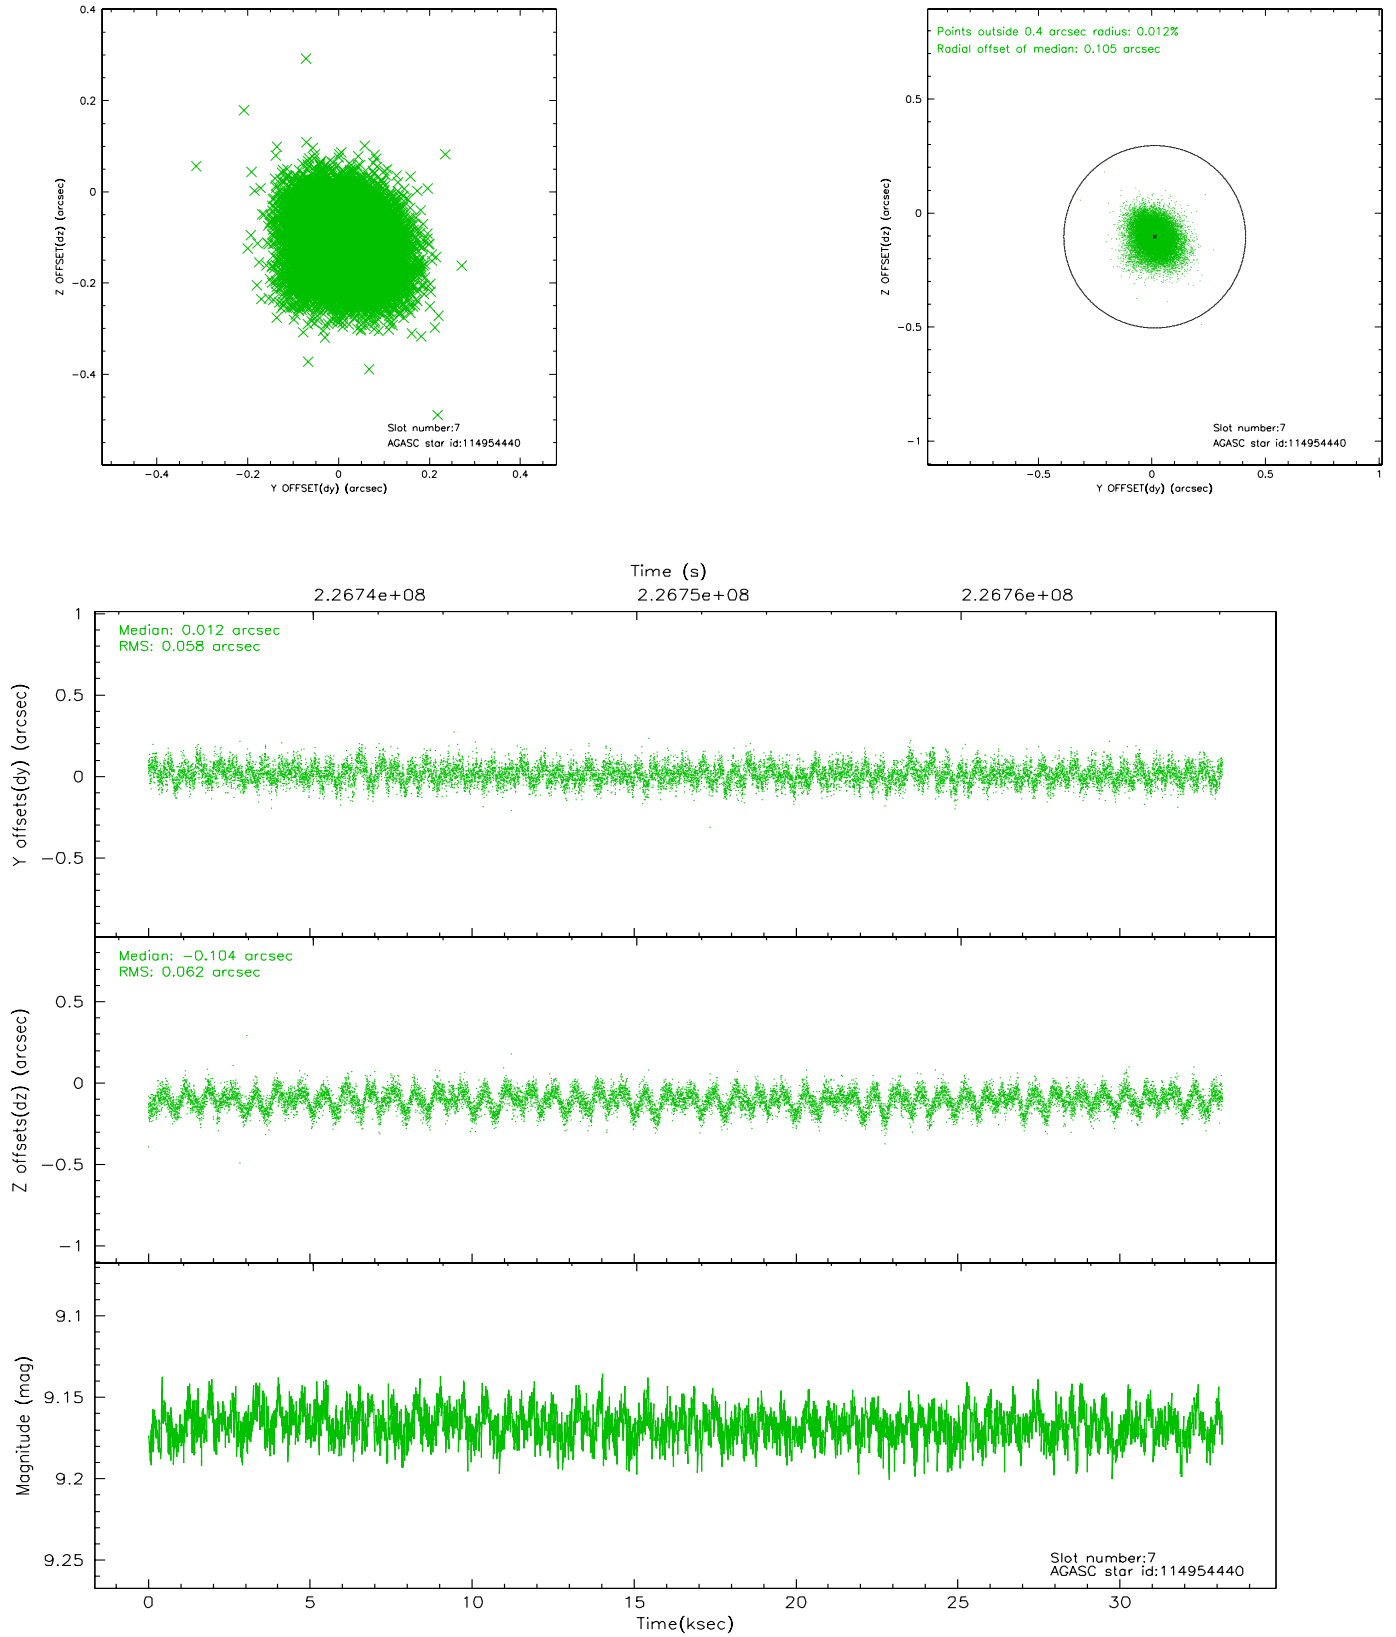 0.4
0.2
0
−0.2
−0.4
Z OFFSET(dz) (arcsec)
Slot number:7
AGASC star id:114954440
−0.4
−0.2
0
0.2
0.4
Y OFFSET(dy) (arcsec)
Points outside 0.4 arcsec radius: 0.012%
Radial offset of median: 0.105 arcsec
0.5
0
−0.5
−1
Z OFFSET(dz) (arcsec)
Slot number:7
AGASC star id:114954440
−0.5
0
0.5
1
Y OFFSET(dy) (arcsec)
Time (s)
2.2674e+08
2.2675e+08
2.2676e+08
1
0.5
0
−0.5
Y offsets(dy) (arcsec)
Median: 0.012 arcsec
RMS: 0.058 arcsec
0.5
0
−0.5
−1
Z offsets(dz) (arcsec)
Median: −0.104 arcsec
RMS: 0.062 arcsec
9.1
9.15
9.2
9.25
Magnitude (mag)
Slot number:7
AGASC star id:114954440
0
5
10
15
20
25
30
Time(ksec)